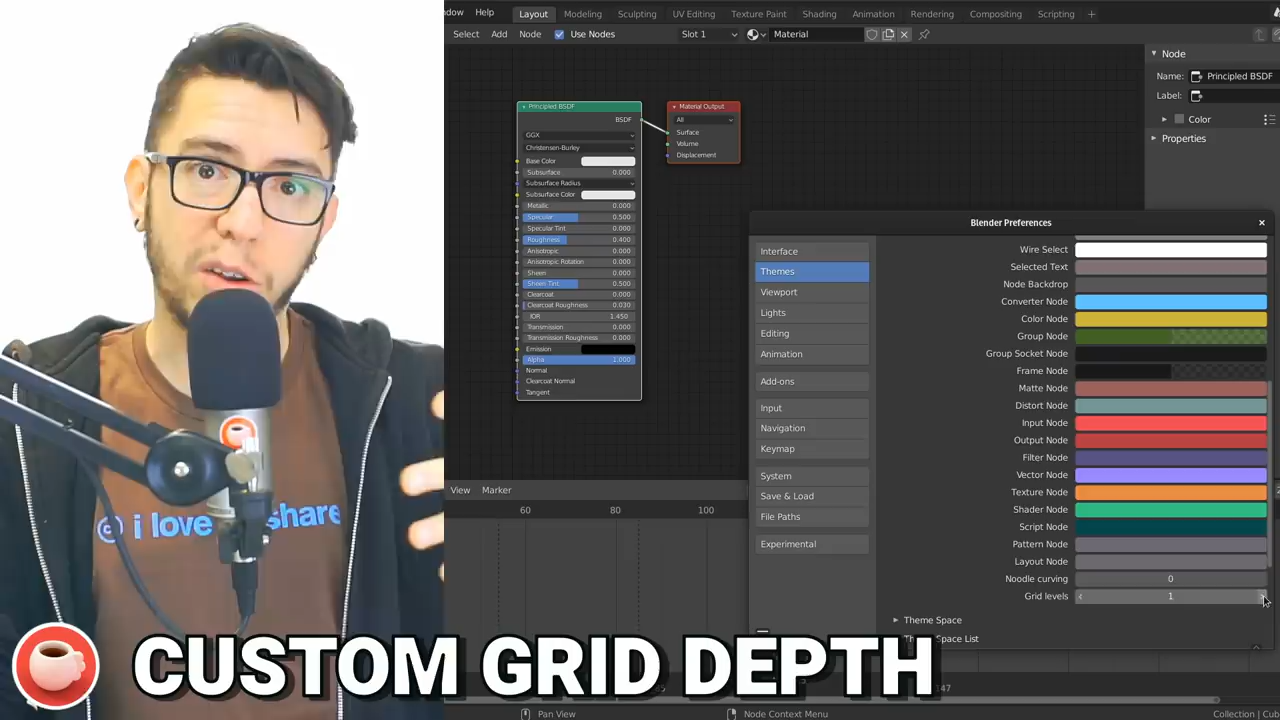 Help
Layout
Modeling
Sculpting
UV Editing
Texture Paint
Shading
Animation
Rendering
Compositing
Scripting
+
Select
Add
Node
Use Nodes
Slot 1
Material
Node
Name:
Principled BSDF
Label:
Color
Properties
Principled BSDF
BSDF
GGX
Christensen-Burley
Base Color
Subsurface 0.000
Subsurface Radius
Subsurface Color
Metallic 0.000
Specular 0.500
Specular Tint 0.000
Roughness 0.400
Anisotropic 0.000
Anisotropic Rotation 0.000
Sheen 0.000
Sheen Tint 0.500
Clearcoat 0.000
Clearcoat Roughness 0.030
IOR 1.450
Transmission 0.000
Transmission Roughness 0.000
Emission
Alpha 1.000
Normal
Clearcoat Normal
Tangent
Material Output
All
Surface
Volume
Displacement
Blender Preferences
Interface
Themes
Viewport
Lights
Editing
Animation
Add-ons
Input
Navigation
Keymap
System
Save & Load
File Paths
Experimental
Wire Select
Selected Text
Node Backdrop
Converter Node
Color Node
Group Node
Group Socket Node
Frame Node
Matte Node
Distort Node
Input Node
Output Node
Filter Node
Vector Node
Texture Node
Shader Node
Script Node
Pattern Node
Layout Node
Noodle curving 0
Grid levels 1
Theme Space
Space List
View
Marker
60
80
100
i love
share
CUSTOM GRID DEPTH
147
Pan View
Node Context Menu
Collection |